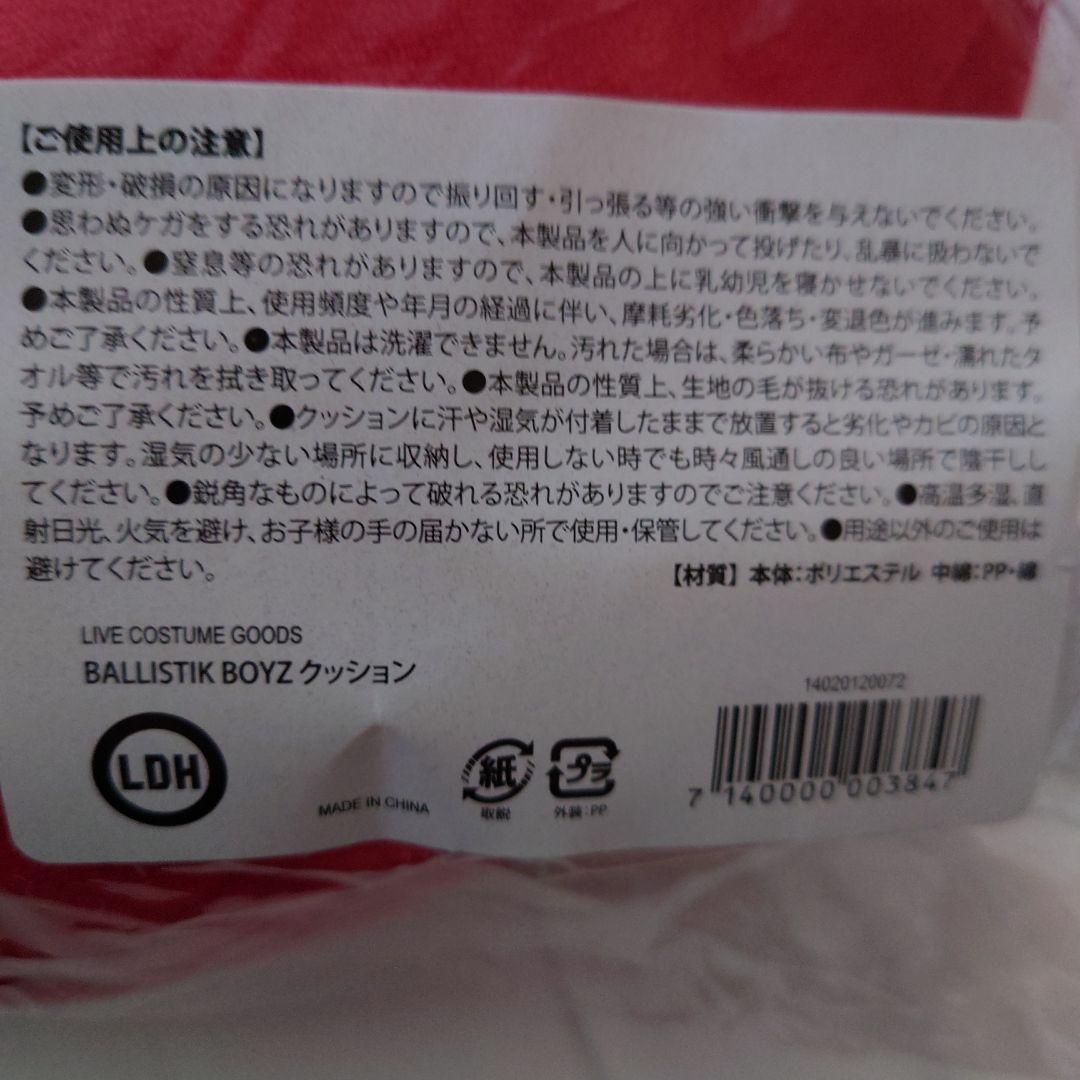 【ご使用上の注意】
●変形・破損の原因になりますので振り回す・引っ張る等の強い衝撃を与えないでください。
●思わぬケガをする恐れがありますので、本製品を人に向かって投げたり、乱暴に扱わないで
ください。●窒息等の恐れがありますので、本製品の上に乳幼児を寝かせないでください。
●本製品の性質上、使用頻度や年月の経過に伴い、摩耗劣化・色落ち・変退色が進みます。予
めご了承ください。●本製品は洗濯できません。汚れた場合は、柔らかい布やガーゼ・濡れたタ
オル等で汚れを拭き取ってください。●本製品の性質上、生地の毛が抜ける恐れがあります。
予めご了承ください。●クッションに汗や湿気が付着したままで放置すると劣化やカビの原因と
なります。湿気の少ない場所に収納し、使用しない時でも時々風通しの良い場所で陰干しし
てください。●鋭角なものによって破れる恐れがありますのでご注意ください。●高温多湿、直
射日光、火気を避け、お子様の手の届かない所で使用・保管してください。●用途以外のご使用は
避けてください。
【材質】本体:ポリエステル 中綿:PP・綿
LIVE COSTUME GOODS
BALLISTIK BOYZ クッション
14020120072
LDH
MADE IN CHINA
紙
取説
プラ
外装:PP
7 140000 003847